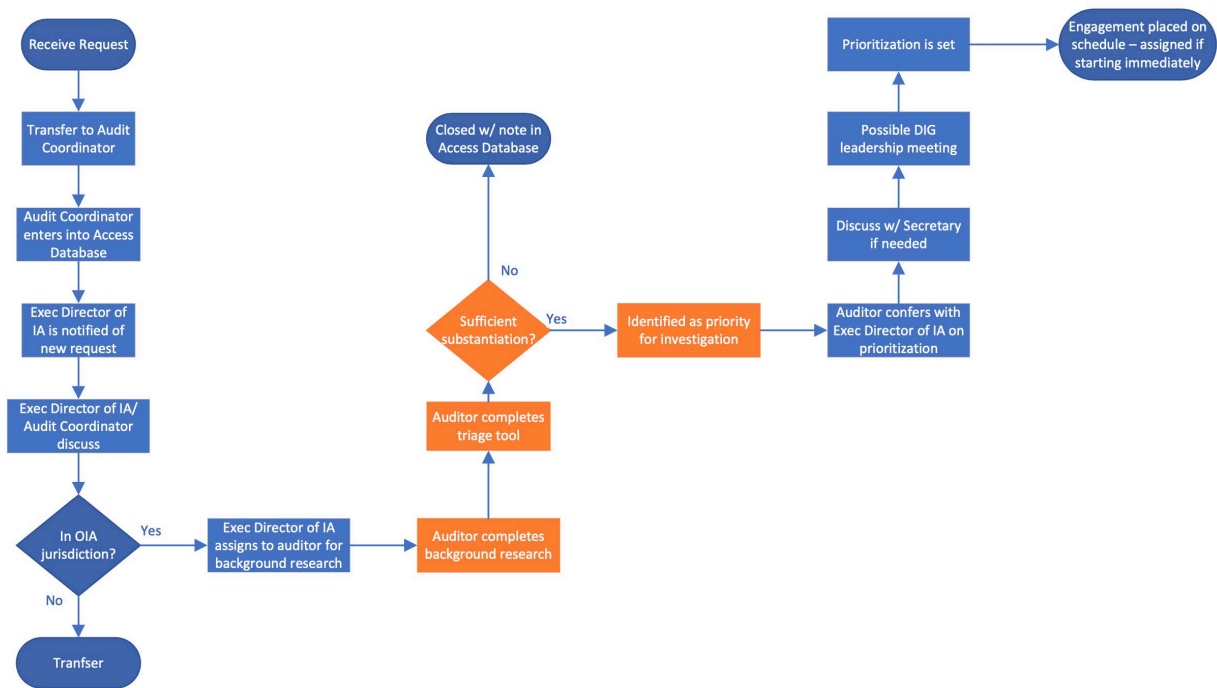 Receive Request
Transfer to Audit
Coordinator
Audit Coordinator
enters into Access
Database
Exec Director of
IA is notified of
new request
Exec Director of IA/
Audit Coordinator
discuss
In OIA
jurisdiction?
Yes
No
Tranfser
Exec Director of IA
assigns to auditor for
background research
Auditor completes
background research
Auditor completes
triage tool
Sufficient
substantiation?
No
Closed w/ note in
Access Database
Yes
Identified as priority
for investigation
Auditor confers with
Exec Director of IA on
prioritization
Discuss w/ Secretary
if needed
Possible DIG
leadership meeting
Prioritization is set
Engagement placed on
schedule – assigned if
starting immediately